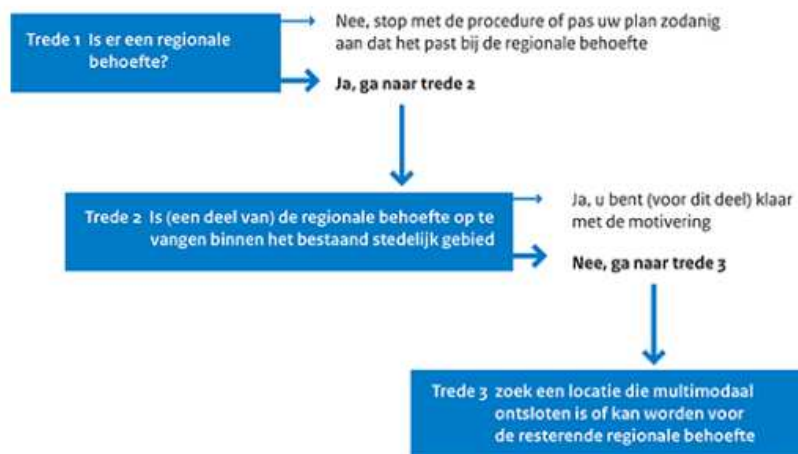 Trede 1 Is er een regionale
behoefte?
Nee, stop met de procedure of pas uw plan zodanig
aan dat het past bij de regionale behoefte
Ja, ga naar trede 2
Trede 2 Is (een deel van) de regionale behoefte op te
vangen binnen het bestaand stedelijk gebied
Ja, u bent (voor dit deel) klaar
met de motivering
Nee, ga naar trede 3
Trede 3 zoek een locatie die multimodaal
ontsloten is of kan worden voor
de resterende regionale behoefte